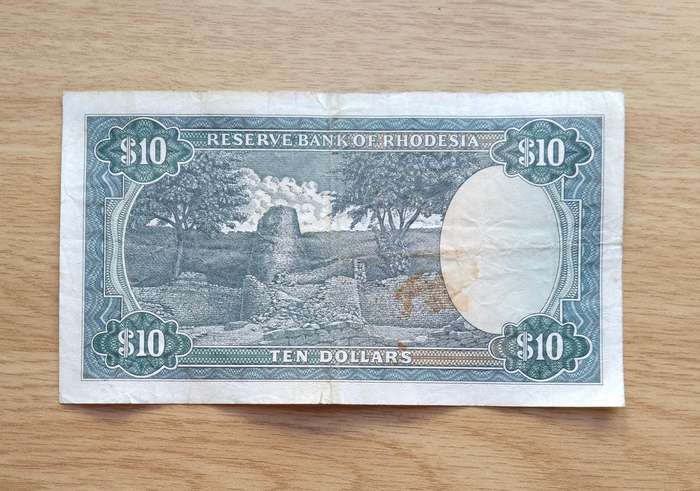 $10 RESERVE BANK OF RHODESIA $10
$10 TEN DOLLARS $10